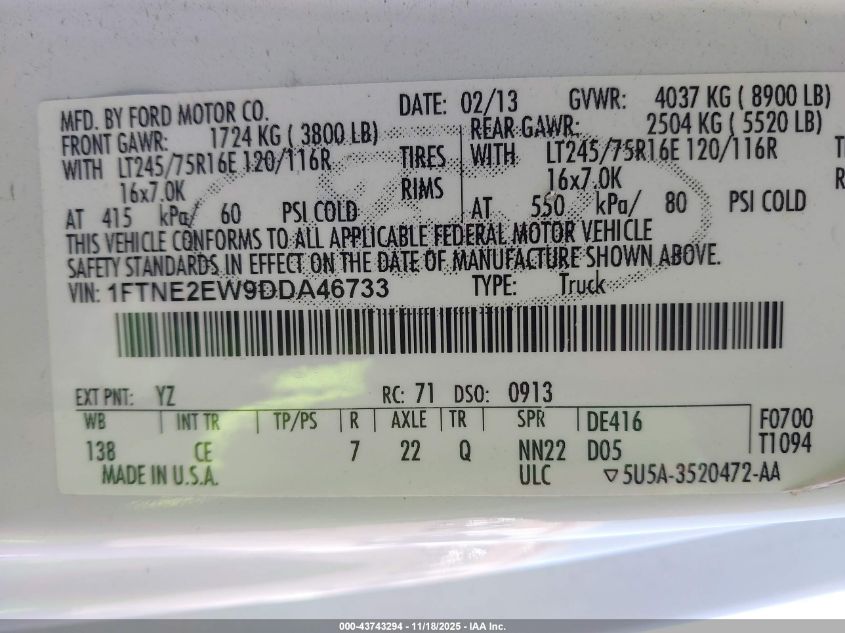 MFD. BY FORD MOTOR CO. DATE: 02/13 GVWR: 4037 KG ( 8900 LB)
FRONT GAWR: 1724 KG ( 3800 LB) REAR GAWR: 2504 KG ( 5520 LB)
WITH LT245/75R16E 120/116R TIRES WITH LT245/75R16E 120/116R
16x7.0K RIMS 16x7.0K
AT 415 kPa/ 60 PSI COLD AT 550 kPa/ 80 PSI COLD
THIS VEHICLE CONFORMS TO ALL APPLICABLE FEDERAL MOTOR VEHICLE
SAFETY STANDARDS IN EFFECT ON THE DATE OF MANUFACTURE SHOWN ABOVE.
VIN: 1FTNE2EW9DDA46733 TYPE: Truck
EXT PNT: YZ RC: 71 DSO: 0913
WB INT TR TP/PS R AXLE TR SPR DE416 F0700
138 CE 7 22 Q NN22 D05 T1094
MADE IN U.S.A. ULC 5U5A-3520472-AA
000-43743294 - 11/18/2025 - IAA Inc.